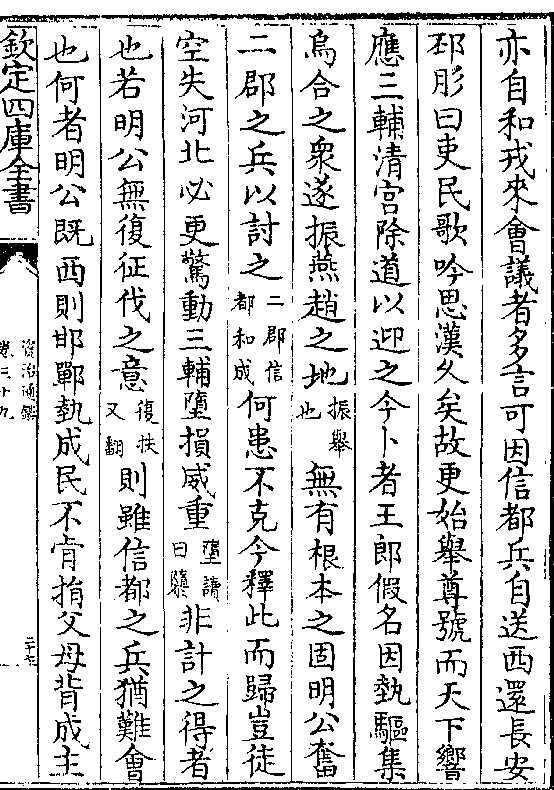 亦自和戎來會議者多言可因信都兵自送西還長安
邳肜曰吏民歌吟思漢久矣故更始舉尊號而天下響
應三輔清宮除道以迎之今卜者王郎假名因埶驅集
烏合之衆遂振燕趙之地振舉也無有根本之固明公奮
二郡之兵以討之二郡信都和成何患不克今釋此而歸豈徒
空失河北必更驚動三輔墮損威重墮讀曰隳非計之得者
也若明公無復征伐之意復扶又翻則雖信都之兵猶難會
也何者明公既西則邯鄲埶成民不肯捐父母背成主
欽定四庫全書
資治通鑑
卷三十九
二十七